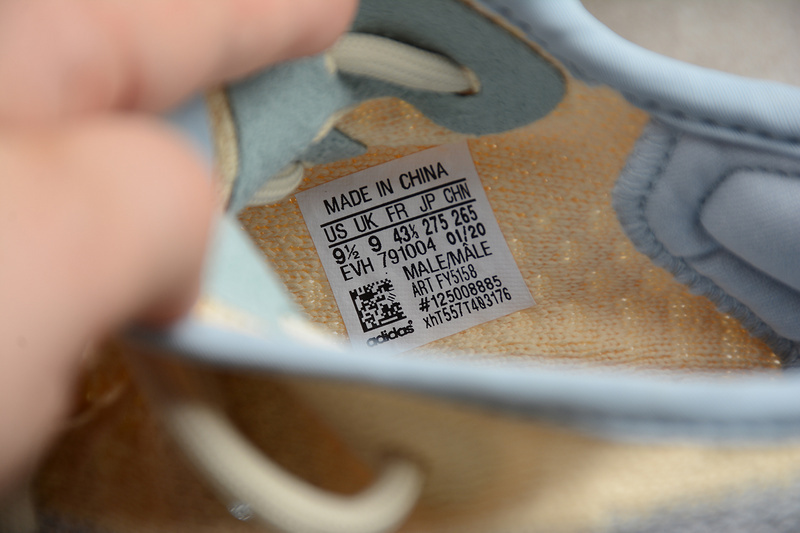 MADE IN CHINA
US UK FR JP CHN
9½ 9 43⅓ 275 265
EVH 791004 01/20
MALE/MÂLE
ART FY5158
#125008885
xhT557T403176
adidas®